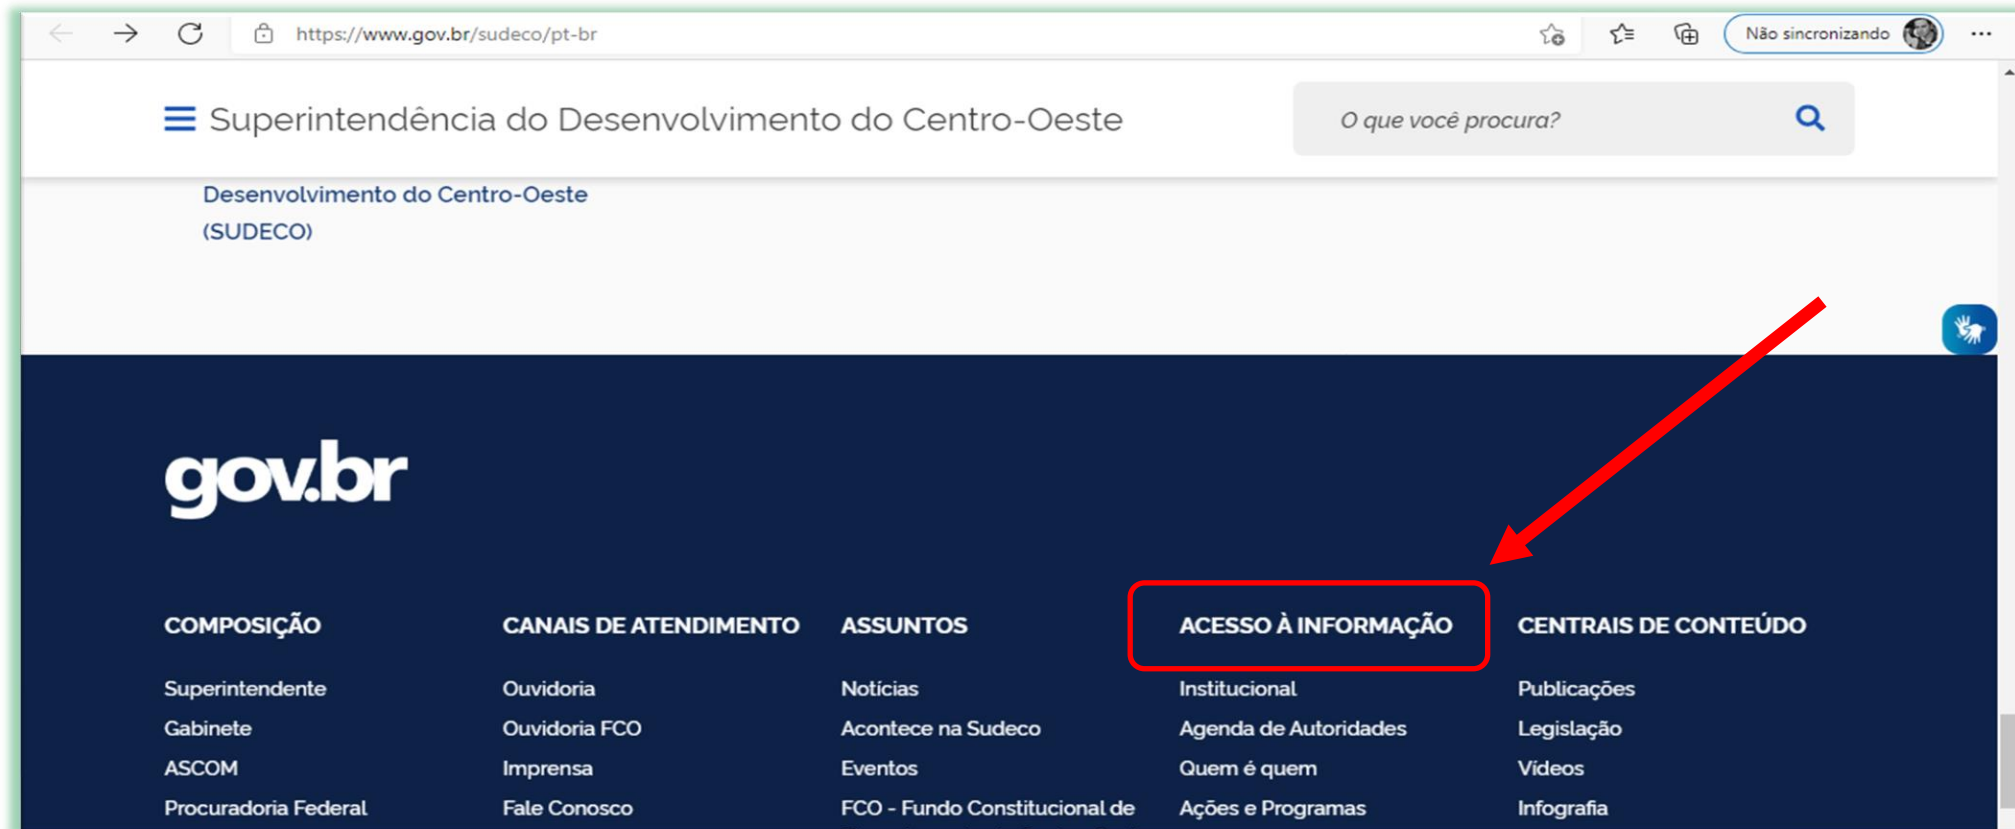 https://www.gov.br/sudeco/pt-br
Não sincronizando
Superintendência do Desenvolvimento do Centro-Oeste
O que você procura?
Desenvolvimento do Centro-Oeste
(SUDECO)
gov.br
COMPOSIÇÃO
Superintendente
Gabinete
ASCOM
Procuradoria Federal
CANAIS DE ATENDIMENTO
Ouvidoria
Ouvidoria FCO
Imprensa
Fale Conosco
ASSUNTOS
Notícias
Acontece na Sudeco
Eventos
FCO - Fundo Constitucional de
ACESSO À INFORMAÇÃO
Institucional
Agenda de Autoridades
Quem é quem
Ações e Programas
CENTRAIS DE CONTEÚDO
Publicações
Legislação
Vídeos
Infografia